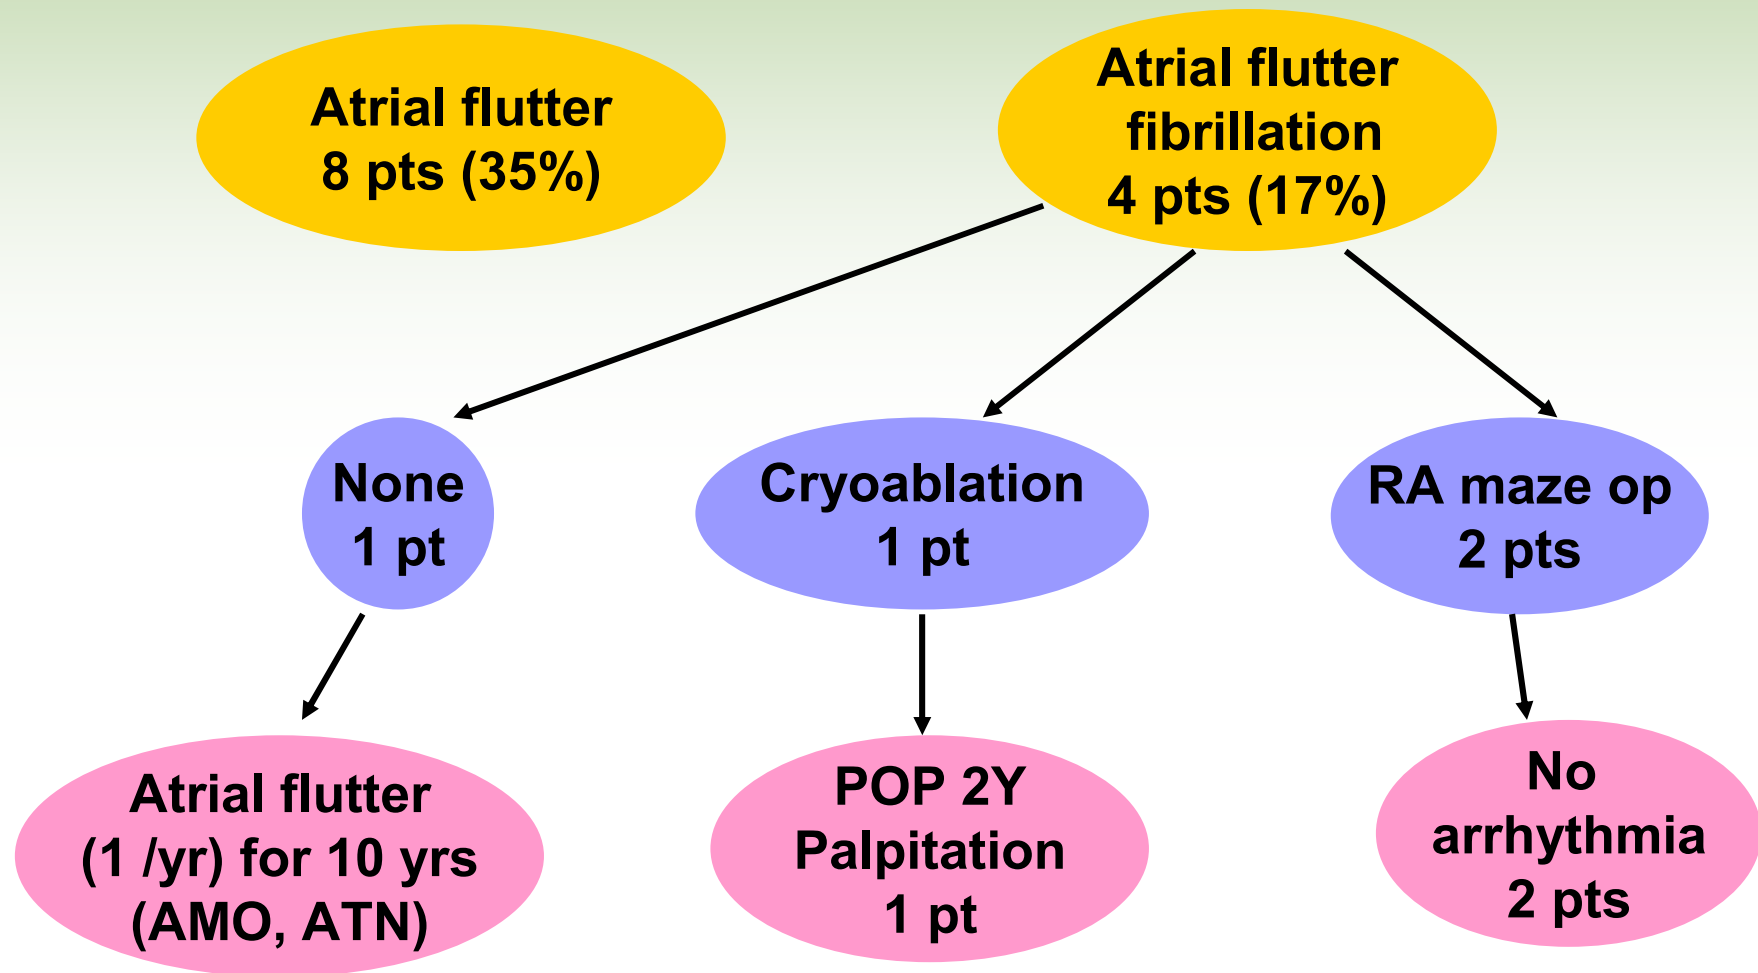 Atrial flutter
8 pts (35%)
Atrial flutter
fibrillation
4 pts (17%)
None
1 pt
Cryoablation
1 pt
RA maze op
2 pts
Atrial flutter
(1 /yr) for 10 yrs
(AMO, ATN)
POP 2Y
Palpitation
1 pt
No
arrhythmia
2 pts